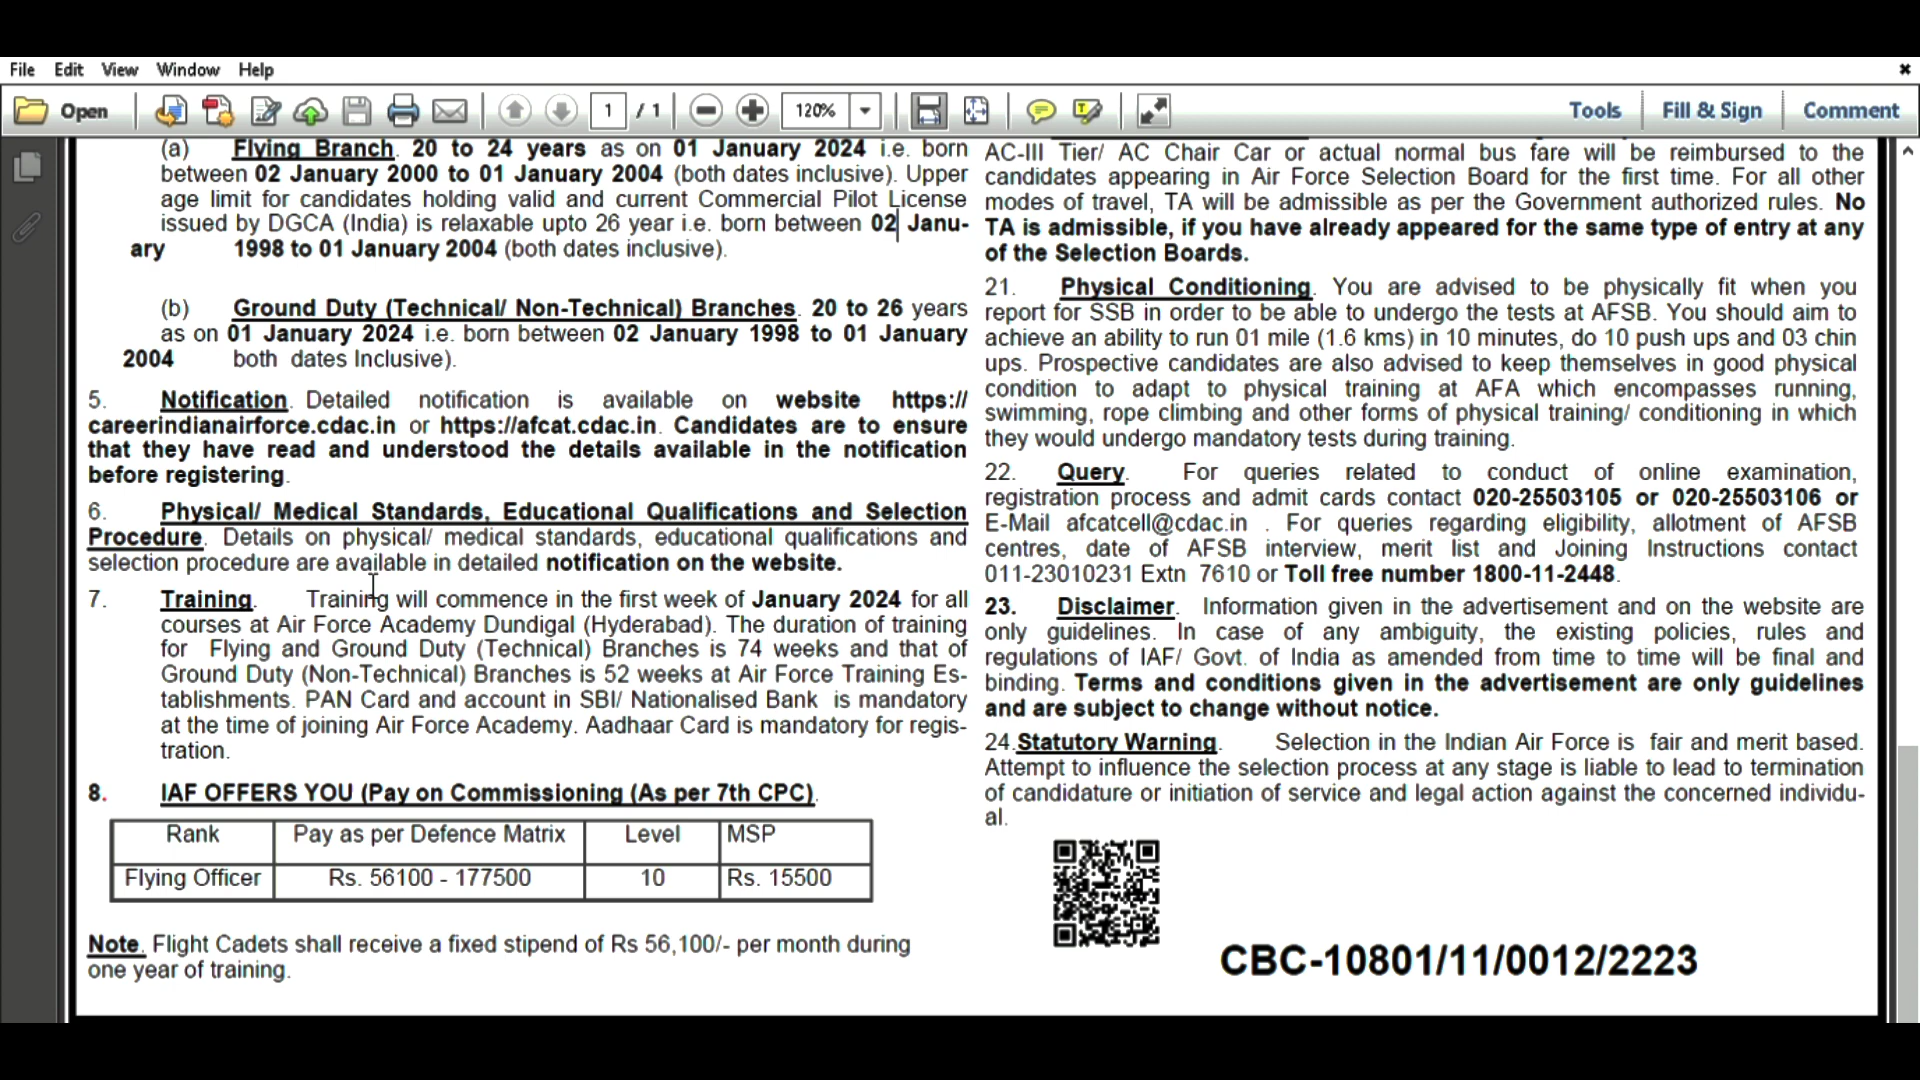 File Edit View Window Help
Open 1 / 1 120% Tools Fill & Sign Comment
(a) Flying Branch. 20 to 24 years as on 01 January 2024 i.e. born
between 02 January 2000 to 01 January 2004 (both dates inclusive). Upper
age limit for candidates holding valid and current Commercial Pilot License
issued by DGCA (India) is relaxable upto 26 year i.e. born between 02 Janu-
ary 1998 to 01 January 2004 (both dates inclusive).
(b) Ground Duty (Technical/ Non-Technical) Branches. 20 to 26 years
as on 01 January 2024 i.e. born between 02 January 1998 to 01 January
2004 both dates Inclusive).
5. Notification. Detailed notification is available on website https://
careerindianairforce.cdac.in or https://afcat.cdac.in. Candidates are to ensure
that they have read and understood the details available in the notification
before registering.
6. Physical/ Medical Standards, Educational Qualifications and Selection
Procedure. Details on physical/ medical standards, educational qualifications and
selection procedure are available in detailed notification on the website.
7. Training. Training will commence in the first week of January 2024 for all
courses at Air Force Academy Dundigal (Hyderabad). The duration of training
for Flying and Ground Duty (Technical) Branches is 74 weeks and that of
Ground Duty (Non-Technical) Branches is 52 weeks at Air Force Training Es-
tablishments. PAN Card and account in SBI/ Nationalised Bank is mandatory
at the time of joining Air Force Academy. Aadhaar Card is mandatory for regis-
tration.
8. IAF OFFERS YOU (Pay on Commissioning (As per 7th CPC).
Rank Pay as per Defence Matrix Level MSP
Flying Officer Rs. 56100 - 177500 10 Rs. 15500
Note. Flight Cadets shall receive a fixed stipend of Rs 56,100/- per month during
one year of training.
AC-III Tier/ AC Chair Car or actual normal bus fare will be reimbursed to the
candidates appearing in Air Force Selection Board for the first time. For all other
modes of travel, TA will be admissible as per the Government authorized rules. No
TA is admissible, if you have already appeared for the same type of entry at any
of the Selection Boards.
21. Physical Conditioning. You are advised to be physically fit when you
report for SSB in order to be able to undergo the tests at AFSB. You should aim to
achieve an ability to run 01 mile (1.6 kms) in 10 minutes, do 10 push ups and 03 chin
ups. Prospective candidates are also advised to keep themselves in good physical
condition to adapt to physical training at AFA which encompasses running,
swimming, rope climbing and other forms of physical training/ conditioning in which
they would undergo mandatory tests during training.
22. Query. For queries related to conduct of online examination,
registration process and admit cards contact 020-25503105 or 020-25503106 or
E-Mail afcatcell@cdac.in . For queries regarding eligibility, allotment of AFSB
centres, date of AFSB interview, merit list and Joining Instructions contact
011-23010231 Extn 7610 or Toll free number 1800-11-2448.
23. Disclaimer. Information given in the advertisement and on the website are
only guidelines. In case of any ambiguity, the existing policies, rules and
regulations of IAF/ Govt. of India as amended from time to time will be final and
binding. Terms and conditions given in the advertisement are only guidelines
and are subject to change without notice.
24.Statutory Warning. Selection in the Indian Air Force is fair and merit based.
Attempt to influence the selection process at any stage is liable to lead to termination
of candidature or initiation of service and legal action against the concerned individu-
al.
CBC-10801/11/0012/2223